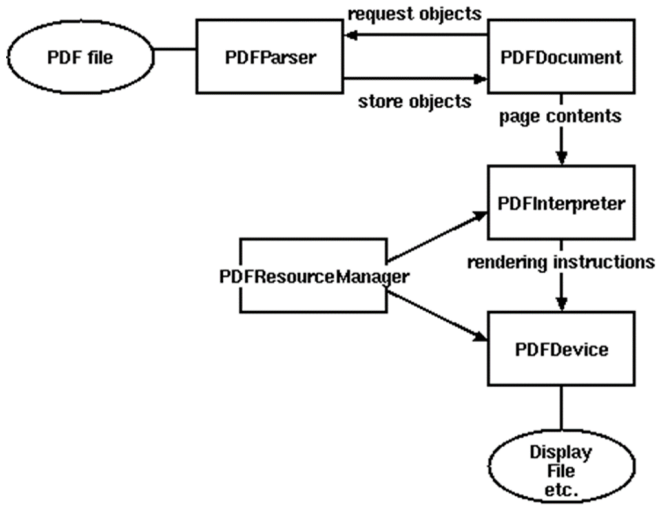 request objects
PDF file
PDFParser
PDFDocument
store objects
page contents
PDFInterpreter
PDFResourceManager
rendering instructions
PDFDevice
Display
File
etc.